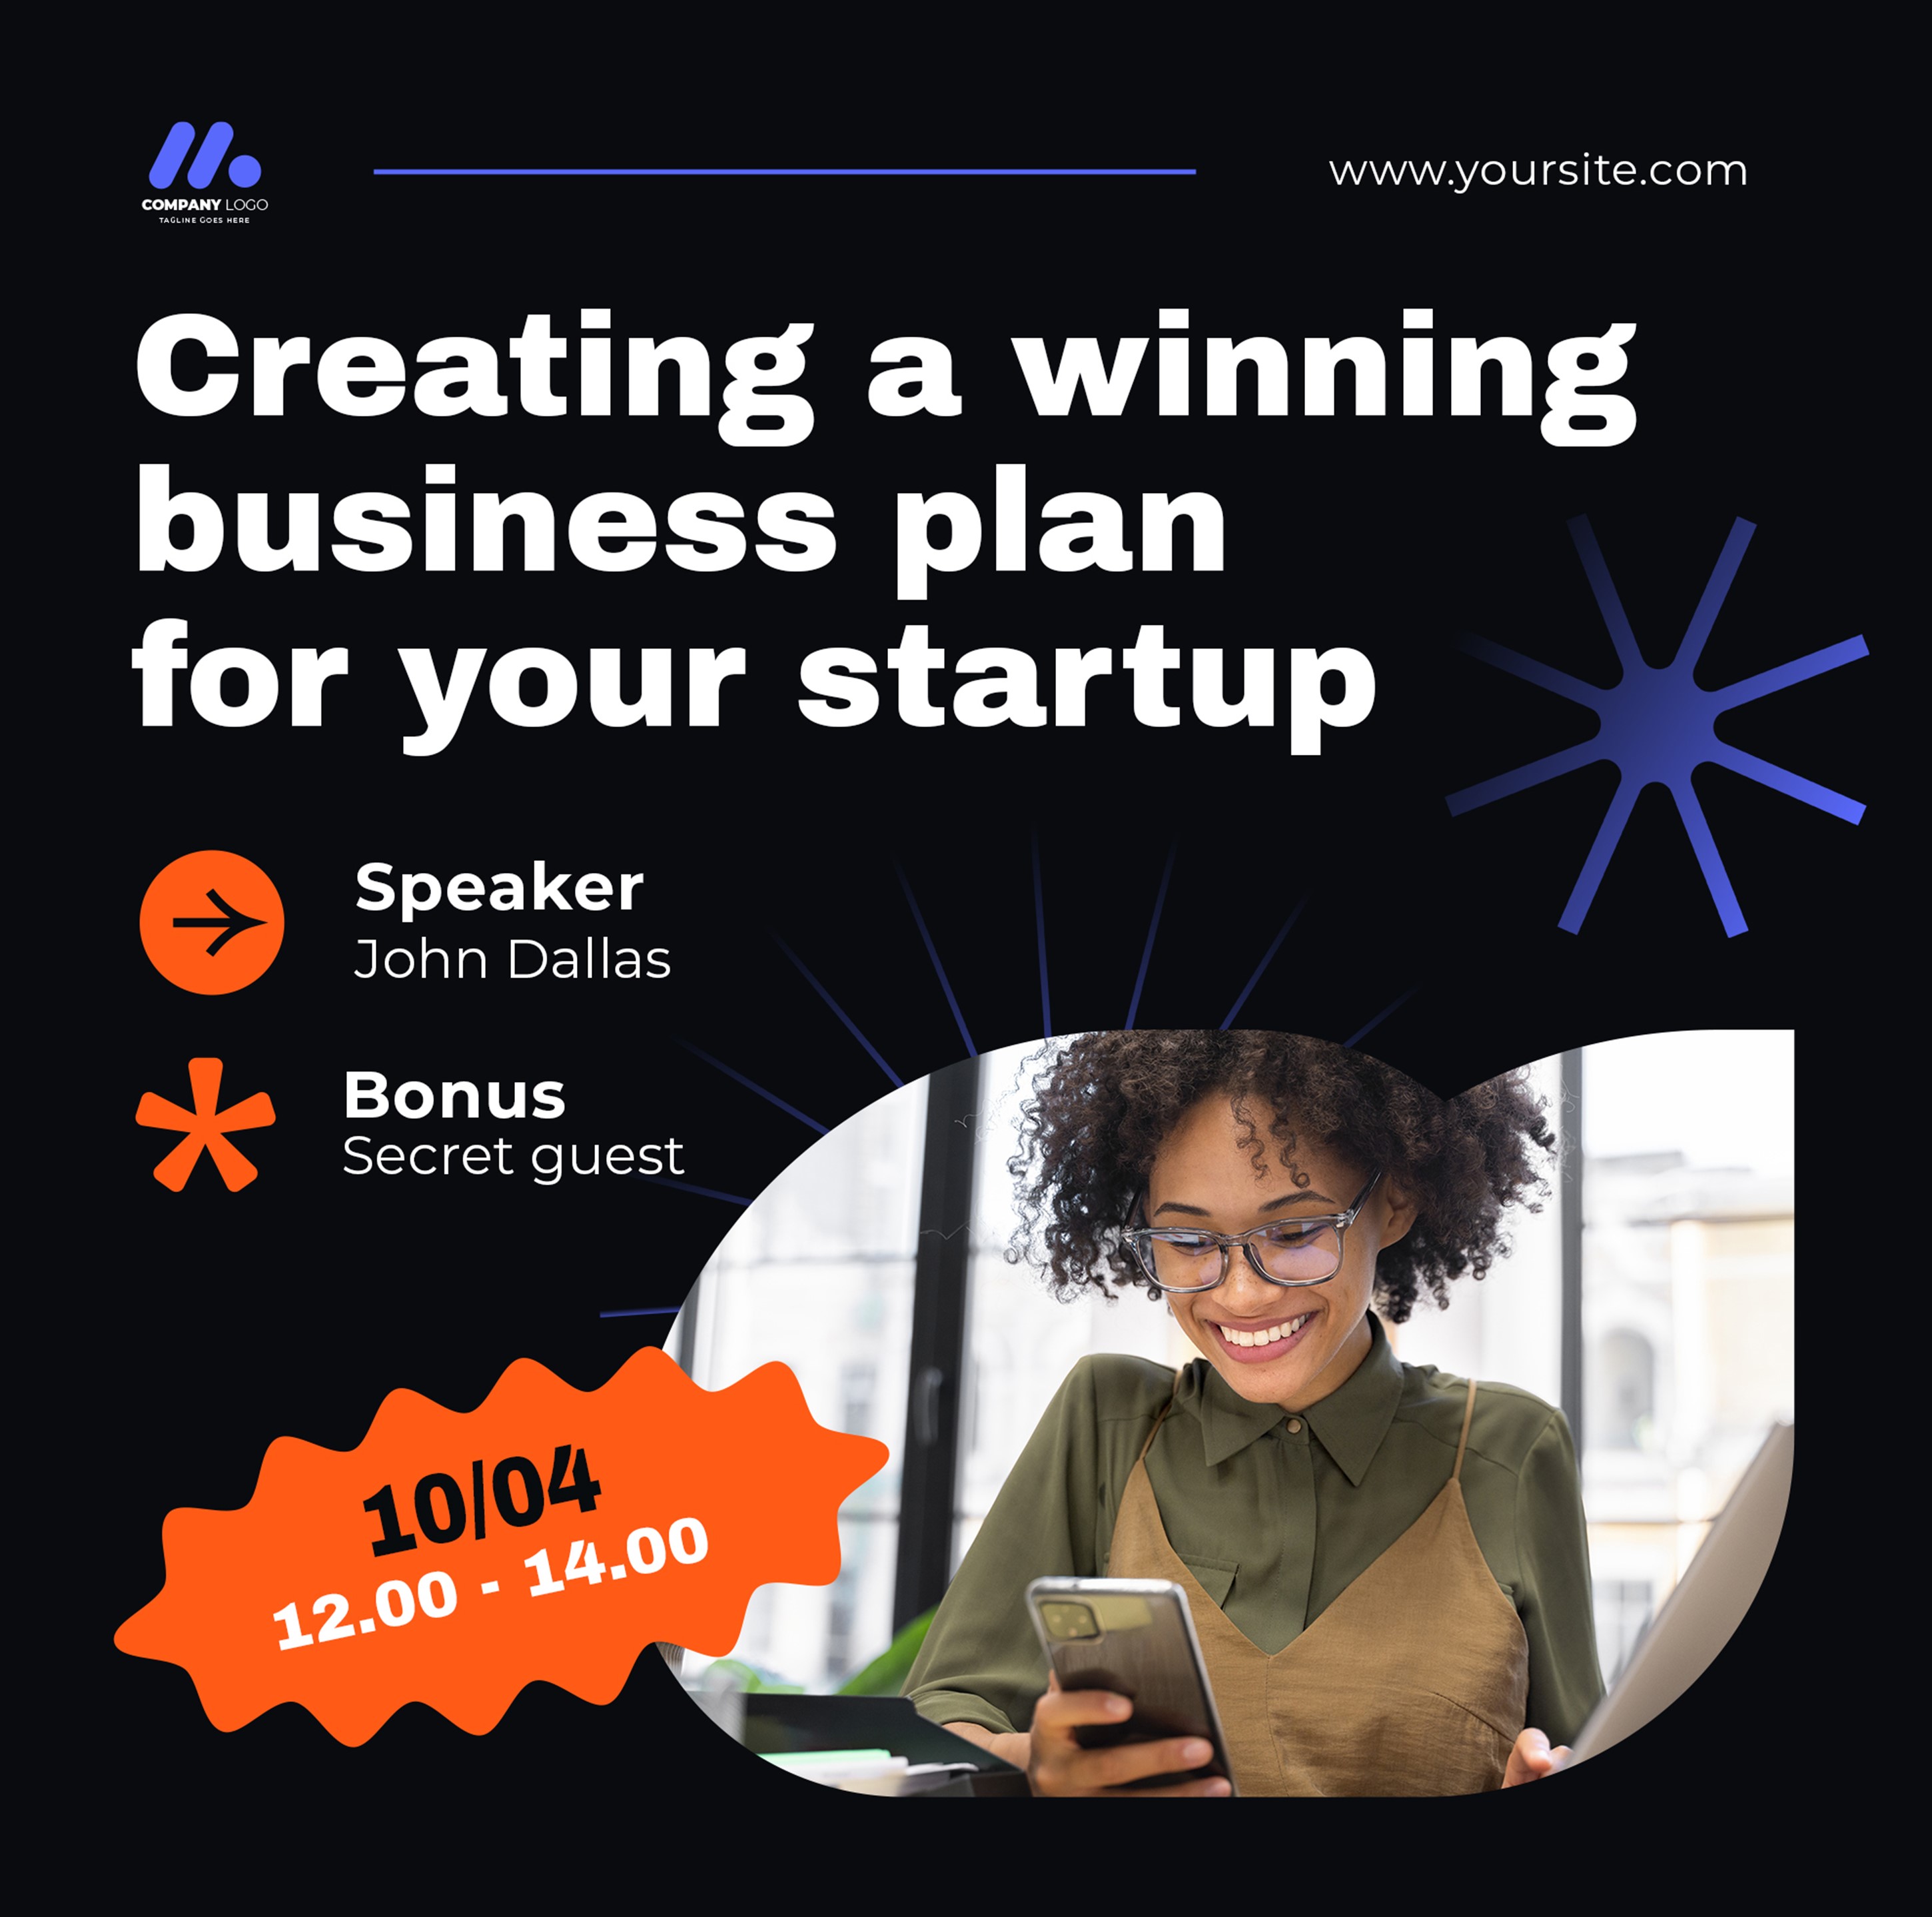 COMPANY LOGO
TAGLINE GOES HERE
www.yoursite.com
Creating a winning
business plan
for your startup
Speaker
John Dallas
Bonus
Secret guest
10/04
12.00 - 14.00